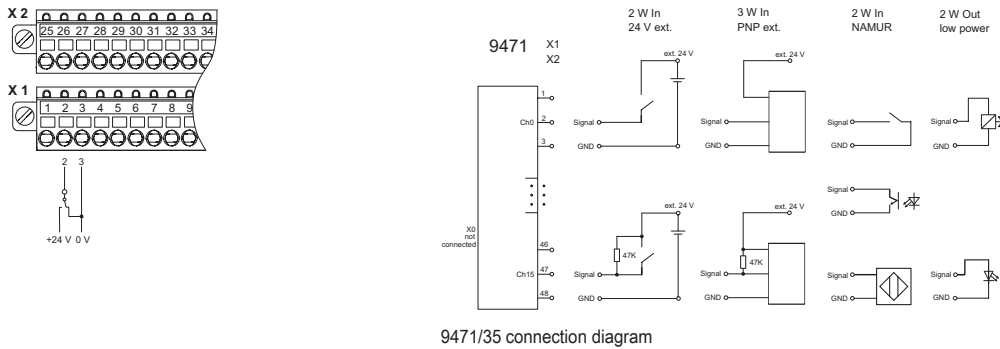 X 2
25 26 27 28 29 30 31 32 33 34
X 1
1 2 3 4 5 6 7 8 9
2 3
+24 V 0 V
2 W In
24 V ext.
3 W In
PNP ext.
2 W In
NAMUR
2 W Out
low power
9471
X1
X2
1
Ch0 2
3
X0
not
connected
46
Ch15 47
48
ext. 24 V
Signal
GND
ext. 24 V
Signal
GND
Signal
GND
Signal
GND
Signal
GND
ext. 24 V
47K
Signal
GND
ext. 24 V
47K
Signal
GND
Signal
GND
Signal
GND
9471/35 connection diagram